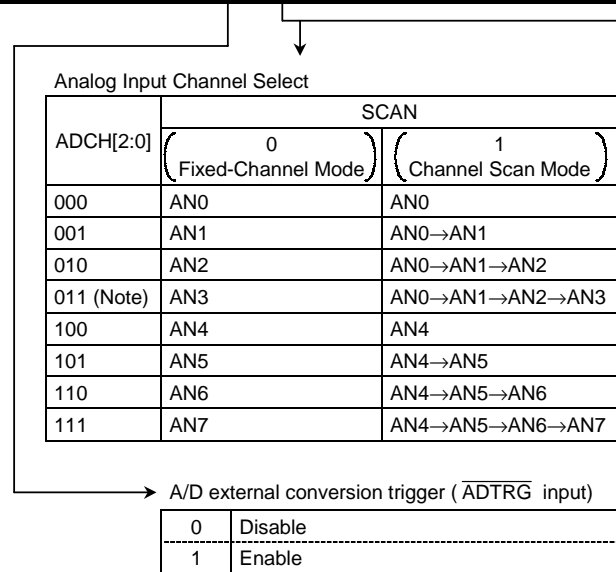 Analog Input Channel Select
ADCH[2:0] SCAN
0 1
(Fixed-Channel Mode) (Channel Scan Mode)
000 AN0 AN0
001 AN1 AN0→AN1
010 AN2 AN0→AN1→AN2
011 (Note) AN3 AN0→AN1→AN2→AN3
100 AN4 AN4
101 AN5 AN4→AN5
110 AN6 AN4→AN5→AN6
111 AN7 AN4→AN5→AN6→AN7
A/D external conversion trigger ( ADTRG input)
0 Disable
1 Enable